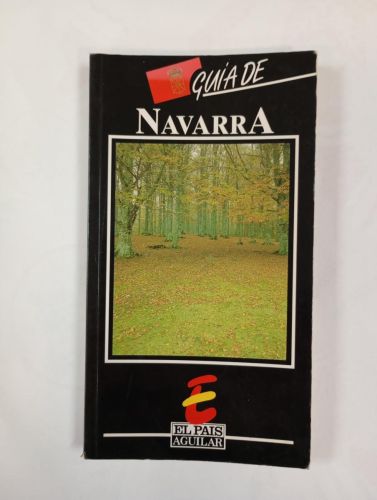 GUÍA DE
NAVARRA
EL PAIS
AGUILAR